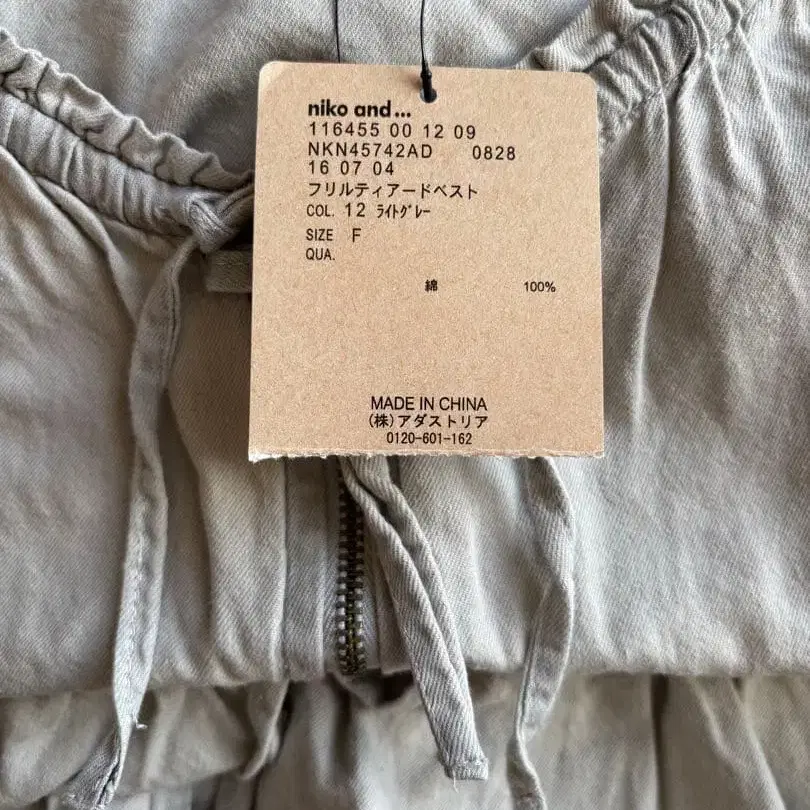 niko and...
116455 00 12 09
NKN45742AD 0828
16 07 04
フリルティアードベスト
COL. 12 ﾗｲﾄｸﾞﾚｰ
SIZE F
QUA.
綿 100%
MADE IN CHINA
(株)アダストリア
0120-601-162